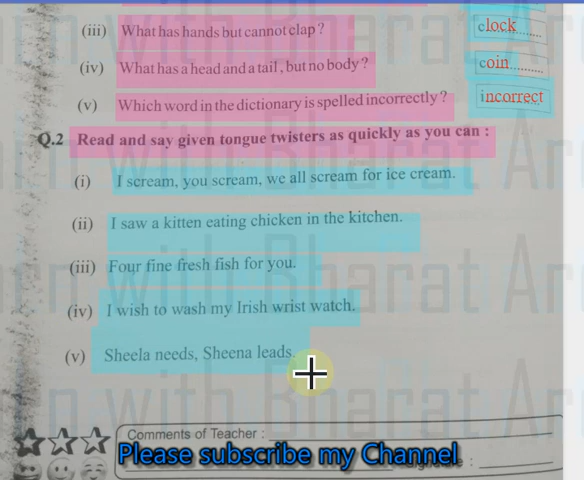 (iii) What has hands but cannot clap ? clock
(iv) What has a head and a tail, but no body ? coin
(v) Which word in the dictionary is spelled incorrectly ? incorrect
Q.2 Read and say given tongue twisters as quickly as you can :
(i) I scream, you scream, we all scream for ice cream.
(ii) I saw a kitten eating chicken in the kitchen.
(iii) Four fine fresh fish for you.
(iv) I wish to wash my Irish wrist watch.
(v) Sheela needs, Sheena leads.
Comments of Teacher :
Please subscribe my Channel